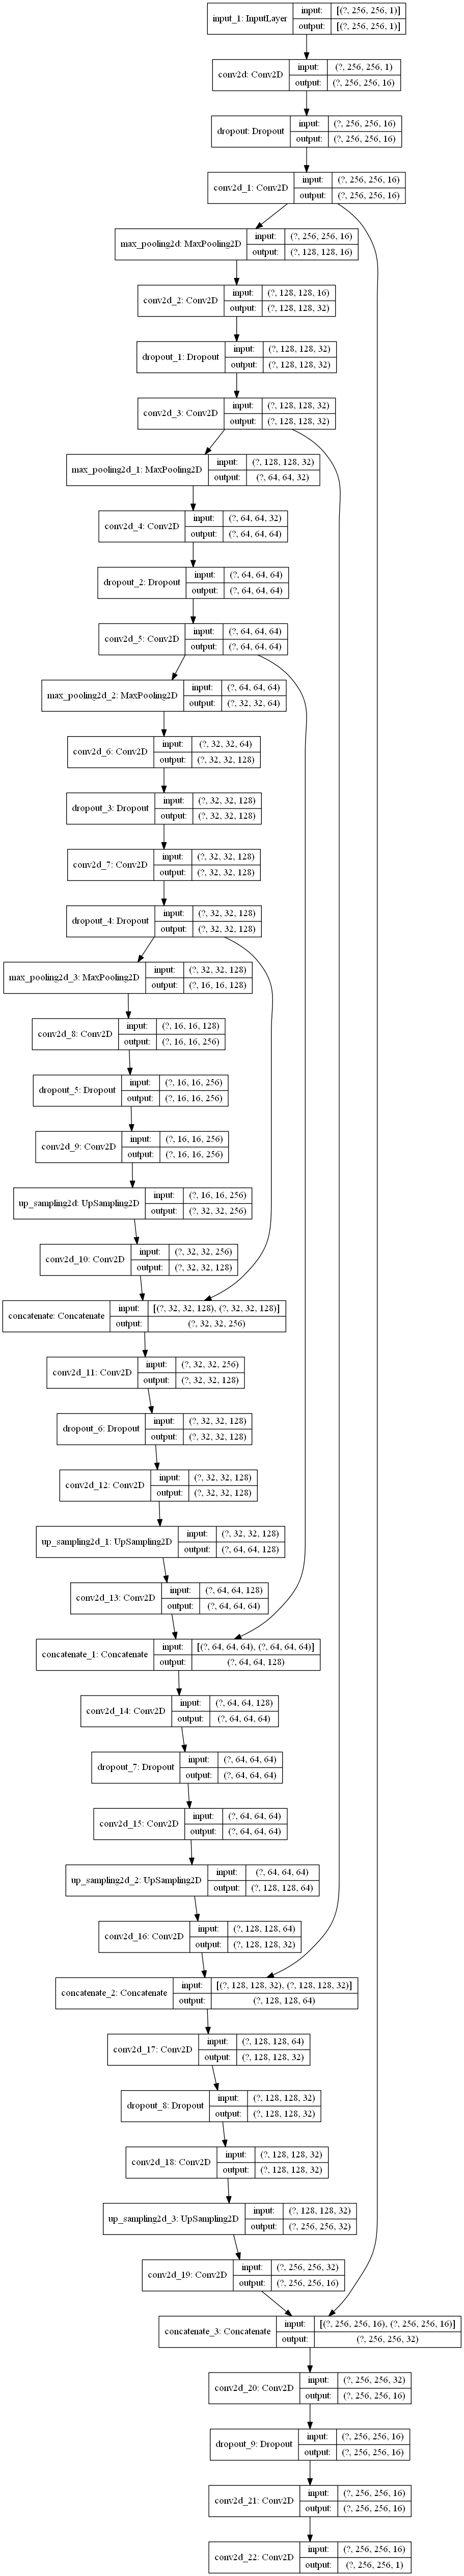 input_1: InputLayer input: [(?, 256, 256, 1)]
output: [(?, 256, 256, 1)]
conv2d: Conv2D input: (?, 256, 256, 1)
output: (?, 256, 256, 16)
dropout: Dropout input: (?, 256, 256, 16)
output: (?, 256, 256, 16)
conv2d_1: Conv2D input: (?, 256, 256, 16)
output: (?, 256, 256, 16)
max_pooling2d: MaxPooling2D input: (?, 256, 256, 16)
output: (?, 128, 128, 16)
conv2d_2: Conv2D input: (?, 128, 128, 16)
output: (?, 128, 128, 32)
dropout_1: Dropout input: (?, 128, 128, 32)
output: (?, 128, 128, 32)
conv2d_3: Conv2D input: (?, 128, 128, 32)
output: (?, 128, 128, 32)
max_pooling2d_1: MaxPooling2D input: (?, 128, 128, 32)
output: (?, 64, 64, 32)
conv2d_4: Conv2D input: (?, 64, 64, 32)
output: (?, 64, 64, 64)
dropout_2: Dropout input: (?, 64, 64, 64)
output: (?, 64, 64, 64)
conv2d_5: Conv2D input: (?, 64, 64, 64)
output: (?, 64, 64, 64)
max_pooling2d_2: MaxPooling2D input: (?, 64, 64, 64)
output: (?, 32, 32, 64)
conv2d_6: Conv2D input: (?, 32, 32, 64)
output: (?, 32, 32, 128)
dropout_3: Dropout input: (?, 32, 32, 128)
output: (?, 32, 32, 128)
conv2d_7: Conv2D input: (?, 32, 32, 128)
output: (?, 32, 32, 128)
dropout_4: Dropout input: (?, 32, 32, 128)
output: (?, 32, 32, 128)
max_pooling2d_3: MaxPooling2D input: (?, 32, 32, 128)
output: (?, 16, 16, 128)
conv2d_8: Conv2D input: (?, 16, 16, 128)
output: (?, 16, 16, 256)
dropout_5: Dropout input: (?, 16, 16, 256)
output: (?, 16, 16, 256)
conv2d_9: Conv2D input: (?, 16, 16, 256)
output: (?, 16, 16, 256)
up_sampling2d: UpSampling2D input: (?, 16, 16, 256)
output: (?, 32, 32, 256)
conv2d_10: Conv2D input: (?, 32, 32, 256)
output: (?, 32, 32, 128)
concatenate: Concatenate input: [(?, 32, 32, 128), (?, 32, 32, 128)]
output: (?, 32, 32, 256)
conv2d_11: Conv2D input: (?, 32, 32, 256)
output: (?, 32, 32, 128)
dropout_6: Dropout input: (?, 32, 32, 128)
output: (?, 32, 32, 128)
conv2d_12: Conv2D input: (?, 32, 32, 128)
output: (?, 32, 32, 128)
up_sampling2d_1: UpSampling2D input: (?, 32, 32, 128)
output: (?, 64, 64, 128)
conv2d_13: Conv2D input: (?, 64, 64, 128)
output: (?, 64, 64, 64)
concatenate_1: Concatenate input: [(?, 64, 64, 64), (?, 64, 64, 64)]
output: (?, 64, 64, 128)
conv2d_14: Conv2D input: (?, 64, 64, 128)
output: (?, 64, 64, 64)
dropout_7: Dropout input: (?, 64, 64, 64)
output: (?, 64, 64, 64)
conv2d_15: Conv2D input: (?, 64, 64, 64)
output: (?, 64, 64, 64)
up_sampling2d_2: UpSampling2D input: (?, 64, 64, 64)
output: (?, 128, 128, 64)
conv2d_16: Conv2D input: (?, 128, 128, 64)
output: (?, 128, 128, 32)
concatenate_2: Concatenate input: [(?, 128, 128, 32), (?, 128, 128, 32)]
output: (?, 128, 128, 64)
conv2d_17: Conv2D input: (?, 128, 128, 64)
output: (?, 128, 128, 32)
dropout_8: Dropout input: (?, 128, 128, 32)
output: (?, 128, 128, 32)
conv2d_18: Conv2D input: (?, 128, 128, 32)
output: (?, 128, 128, 32)
up_sampling2d_3: UpSampling2D input: (?, 128, 128, 32)
output: (?, 256, 256, 32)
conv2d_19: Conv2D input: (?, 256, 256, 32)
output: (?, 256, 256, 16)
concatenate_3: Concatenate input: [(?, 256, 256, 16), (?, 256, 256, 16)]
output: (?, 256, 256, 32)
conv2d_20: Conv2D input: (?, 256, 256, 32)
output: (?, 256, 256, 16)
dropout_9: Dropout input: (?, 256, 256, 16)
output: (?, 256, 256, 16)
conv2d_21: Conv2D input: (?, 256, 256, 16)
output: (?, 256, 256, 16)
conv2d_22: Conv2D input: (?, 256, 256, 16)
output: (?, 256, 256, 1)